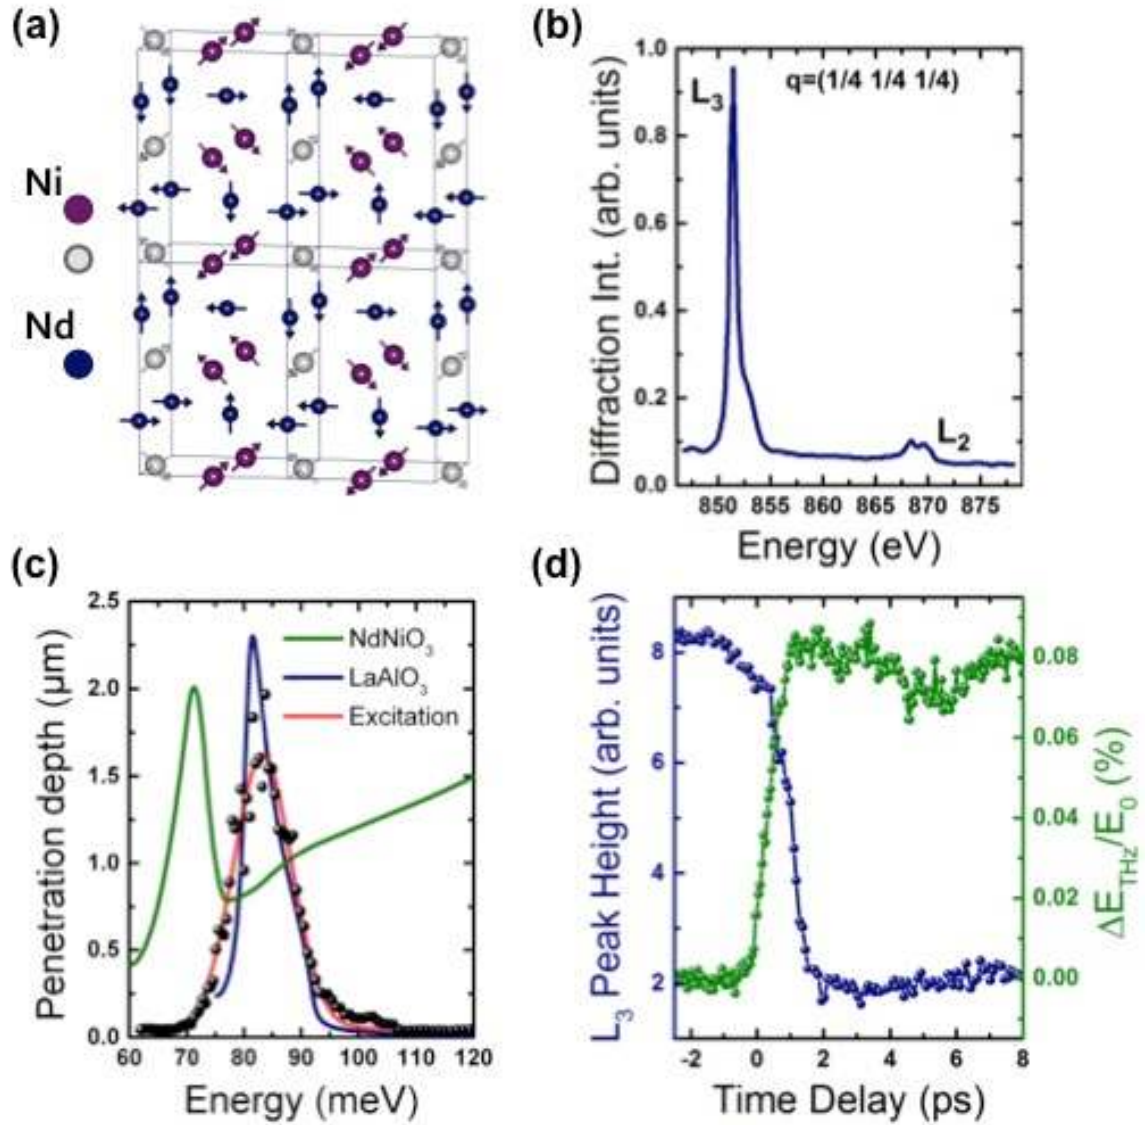 (a)
Ni
Nd
(b)
Diffraction Int. (arb. units)
1.0
0.8
0.6
0.4
0.2
0.0
L₃
q=(1/4 1/4 1/4)
L₂
850 855 860 865 870 875
Energy (eV)
(c)
Penetration depth (μm)
2.5
2.0
1.5
1.0
0.5
0.0
NdNiO₃
LaAlO₃
Excitation
60 70 80 90 100 110 120
Energy (meV)
(d)
L₃ Peak Height (arb. units)
8
6
4
2
0.08
0.06
0.04
0.02
0.00
ΔE_THz/E₀ (%)
-2 0 2 4 6 8
Time Delay (ps)